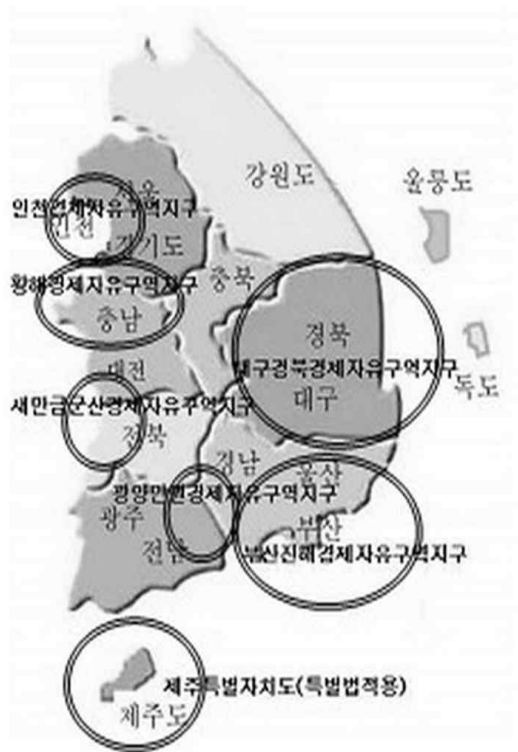 강원도
울릉도
서울
인천경제자유구역지구
인천
경기도
충북
황해경제자유구역지구
충남
경북
대전
대구경북경제자유구역지구
독도
대구
새만금군산경제자유구역지구
전북
경남
울산
광양만권경제자유구역지구
광주
부산
전남
부산진해경제자유구역지구
제주특별자치도(특별법적용)
제주도